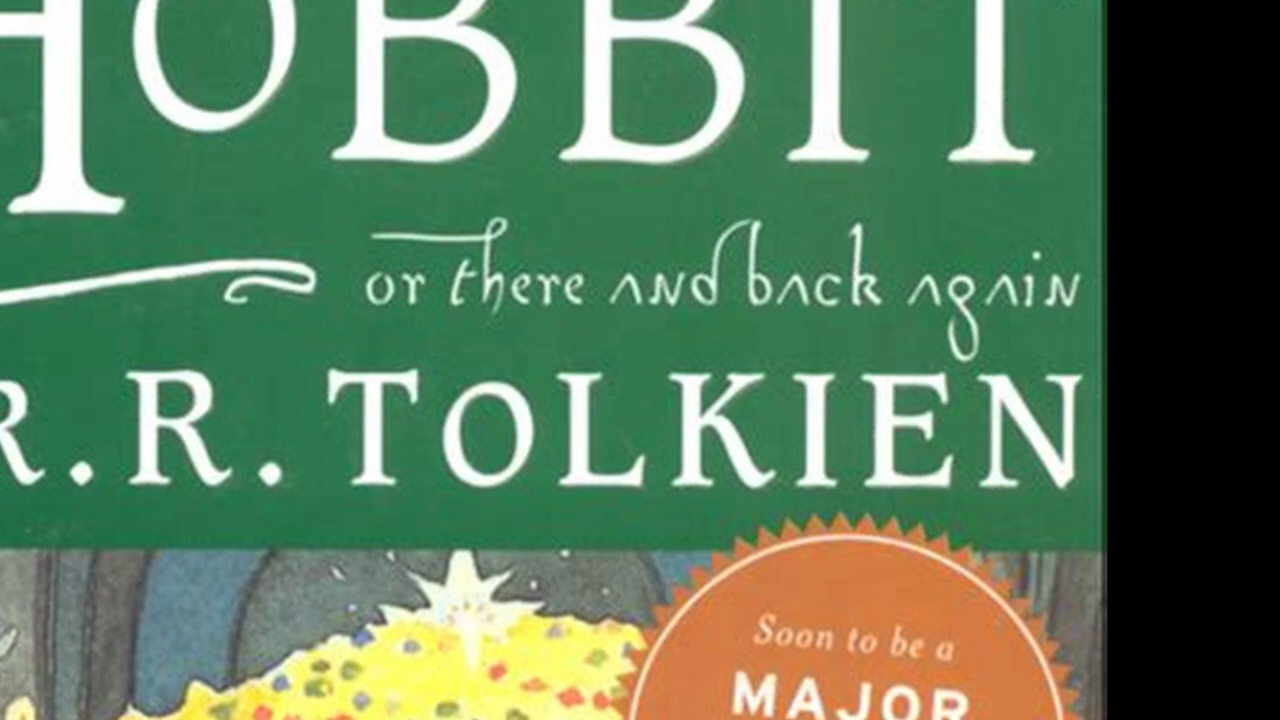 HOBBIT
or there and back again
R. R. TOLKIEN
Soon to be a
MAJOR